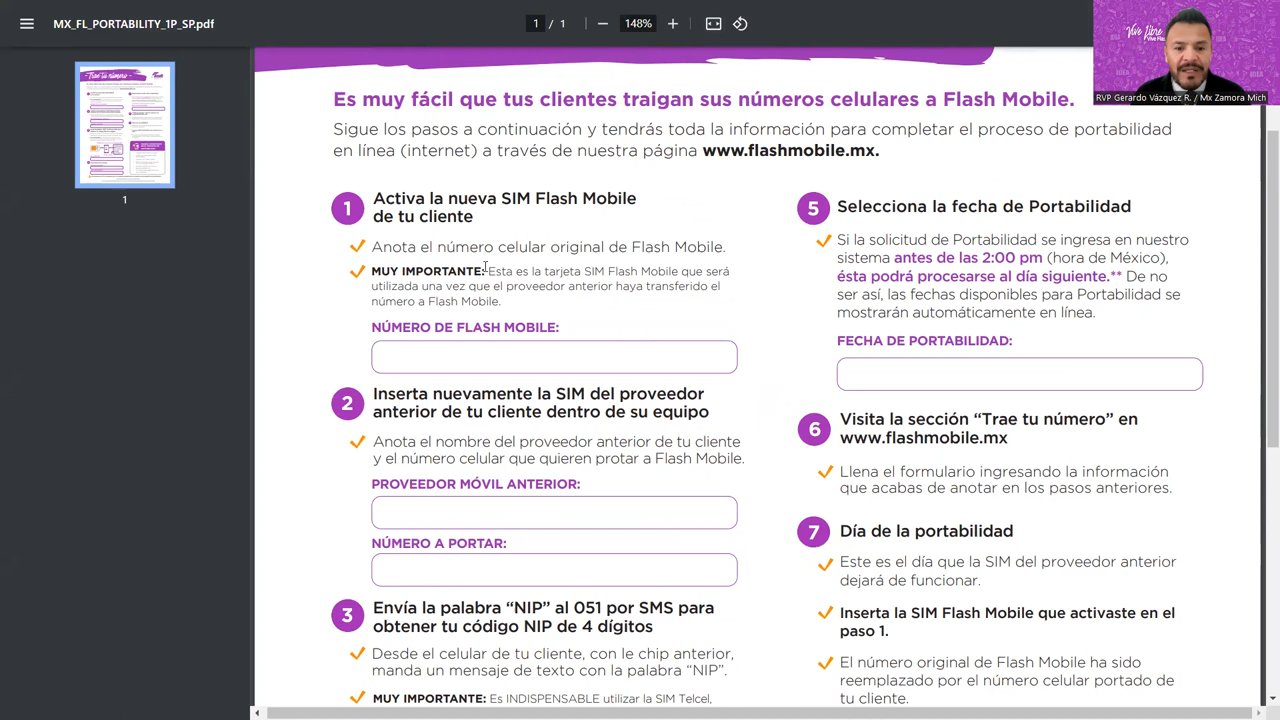 MX_FL_PORTABILITY_1P_SP.pdf
1 / 1
148%
Vive Libre
RVP Gerardo Vázquez R. / Mx Zamora Mich
Trae tu número
1
Es muy fácil que tus clientes traigan sus números celulares a Flash Mobile.
Sigue los pasos a continuación y tendrás toda la información para completar el proceso de portabilidad
en línea (internet) a través de nuestra página www.flashmobile.mx.
1
Activa la nueva SIM Flash Mobile
de tu cliente
Anota el número celular original de Flash Mobile.
MUY IMPORTANTE: Esta es la tarjeta SIM Flash Mobile que será
utilizada una vez que el proveedor anterior haya transferido el
número a Flash Mobile.
NÚMERO DE FLASH MOBILE:
2
Inserta nuevamente la SIM del proveedor
anterior de tu cliente dentro de su equipo
Anota el nombre del proveedor anterior de tu cliente
y el número celular que quieren protar a Flash Mobile.
PROVEEDOR MÓVIL ANTERIOR:
NÚMERO A PORTAR:
3
Envía la palabra “NIP” al 051 por SMS para
obtener tu código NIP de 4 dígitos
Desde el celular de tu cliente, con le chip anterior,
manda un mensaje de texto con la palabra “NIP”.
MUY IMPORTANTE: Es INDISPENSABLE utilizar la SIM Telcel,
5
Selecciona la fecha de Portabilidad
Si la solicitud de Portabilidad se ingresa en nuestro
sistema antes de las 2:00 pm (hora de México),
ésta podrá procesarse al día siguiente.** De no
ser así, las fechas disponibles para Portabilidad se
mostrarán automáticamente en línea.
FECHA DE PORTABILIDAD:
6
Visita la sección “Trae tu número” en
www.flashmobile.mx
Llena el formulario ingresando la información
que acabas de anotar en los pasos anteriores.
7
Día de la portabilidad
Este es el día que la SIM del proveedor anterior
dejará de funcionar.
Inserta la SIM Flash Mobile que activaste en el
paso 1.
El número original de Flash Mobile ha sido
reemplazado por el número celular portado de
tu cliente.